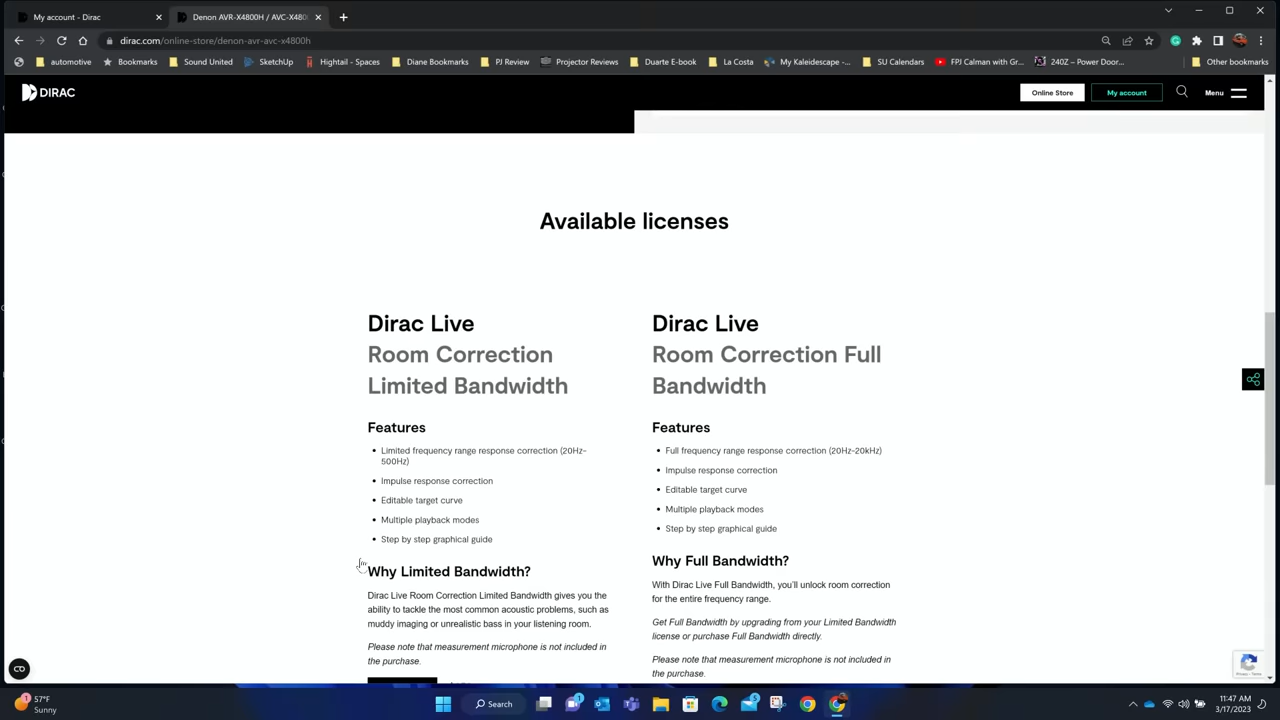 My account - Dirac
Denon AVR-X4800H / AVC-X480
dirac.com/online-store/denon-avr-avc-x4800h
automotive
Bookmarks
Sound United
SketchUp
Hightail - Spaces
Diane Bookmarks
PJ Review
Projector Reviews
Duarte E-book
La Costa
My Kaleidescape -...
SU Calendars
FPJ Calman with Gr...
240Z – Power Door...
Other bookmarks
DIRAC
Online Store
My account
Menu
Available licenses
Dirac Live
Room Correction
Limited Bandwidth
Features
Limited frequency range response correction (20Hz-
500Hz)
Impulse response correction
Editable target curve
Multiple playback modes
Step by step graphical guide
Why Limited Bandwidth?
Dirac Live Room Correction Limited Bandwidth gives you the
ability to tackle the most common acoustic problems, such as
muddy imaging or unrealistic bass in your listening room.
Please note that measurement microphone is not included in
the purchase.
Dirac Live
Room Correction Full
Bandwidth
Features
Full frequency range response correction (20Hz-20kHz)
Impulse response correction
Editable target curve
Multiple playback modes
Step by step graphical guide
Why Full Bandwidth?
With Dirac Live Full Bandwidth, you'll unlock room correction
for the entire frequency range.
Get Full Bandwidth by upgrading from your Limited Bandwidth
license or purchase Full Bandwidth directly.
Please note that measurement microphone is not included in
the purchase.
Privacy - Terms
57°F
Sunny
Search
11:47 AM
3/17/2023